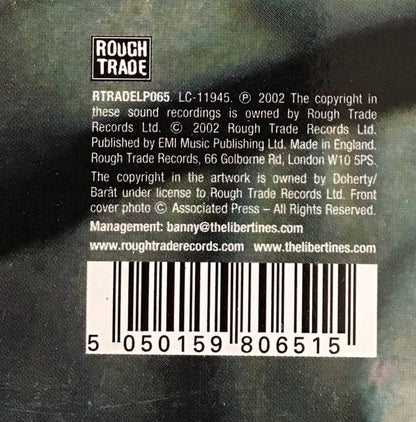 ROUGH
TRADE
RTRADELP065. LC-11945. Ⓟ 2002 The copyright in
these sound recordings is owned by Rough Trade
Records Ltd. © 2002 Rough Trade Records Ltd.
Published by EMI Music Publishing Ltd. Made in England.
Rough Trade Records, 66 Golborne Rd, London W10 5PS.
The copyright in the artwork is owned by Doherty/
Barât under license to Rough Trade Records Ltd. Front
cover photo © Associated Press – All Rights Reserved.
Management: banny@thelibertines.com
www.roughtraderecords.com www.thelibertines.com
5 050159 806515